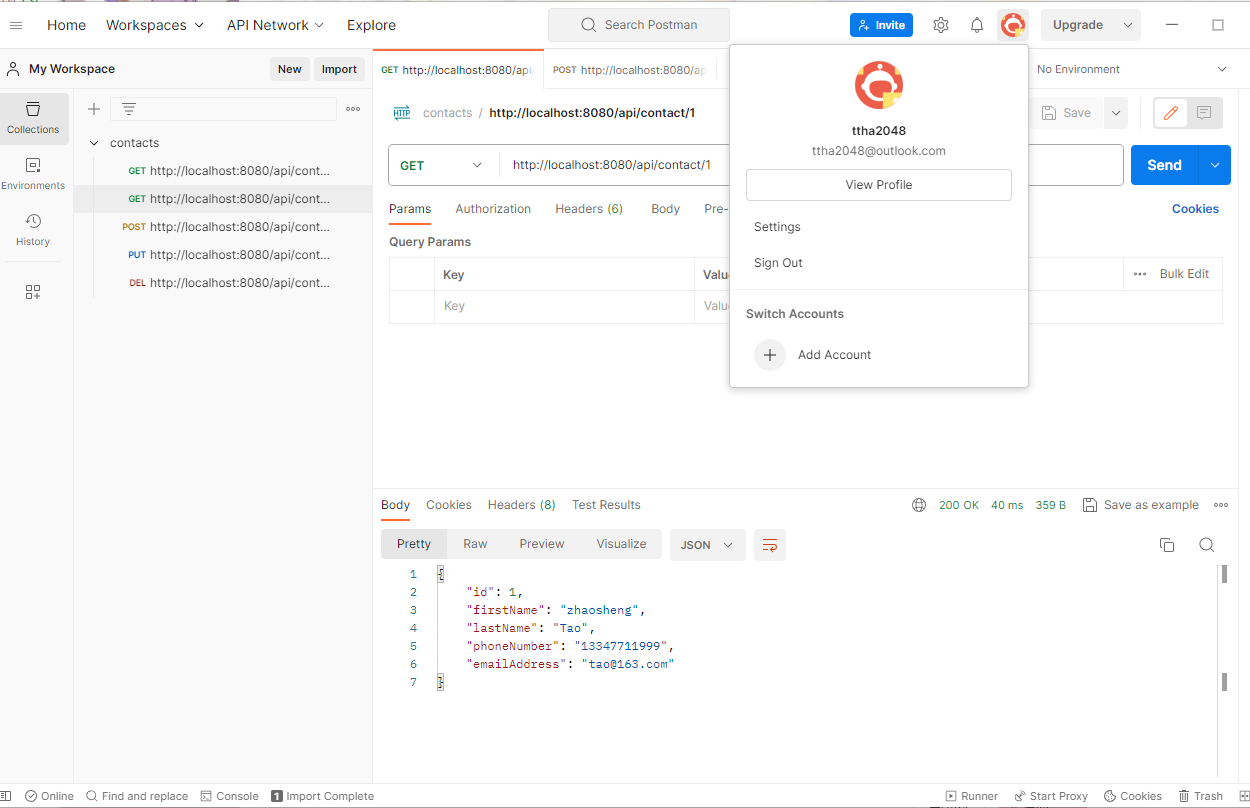 Home Workspaces API Network Explore Search Postman Invite Upgrade
My Workspace New Import GET http://localhost:8080/api/ POST http://localhost:8080/ap No Environment
Collections
Environments
History
contacts
GET http://localhost:8080/api/cont...
GET http://localhost:8080/api/cont...
POST http://localhost:8080/api/cont...
PUT http://localhost:8080/api/cont...
DEL http://localhost:8080/api/cont...
HTTP contacts / http://localhost:8080/api/contact/1 Save
GET http://localhost:8080/api/contact/1 Send
Params Authorization Headers (6) Body Pre- Cookies
Query Params
Key Valu Bulk Edit
Key Valu
ttha2048
ttha2048@outlook.com
View Profile
Settings
Sign Out
Switch Accounts
Add Account
Body Cookies Headers (8) Test Results 200 OK 40 ms 359 B Save as example
Pretty Raw Preview Visualize JSON
1 {
2 "id": 1,
3 "firstName": "zhaosheng",
4 "lastName": "Tao",
5 "phoneNumber": "13347711999",
6 "emailAddress": "tao@163.com"
7 }
Online Find and replace Console 1 Import Complete Runner Start Proxy Cookies Trash